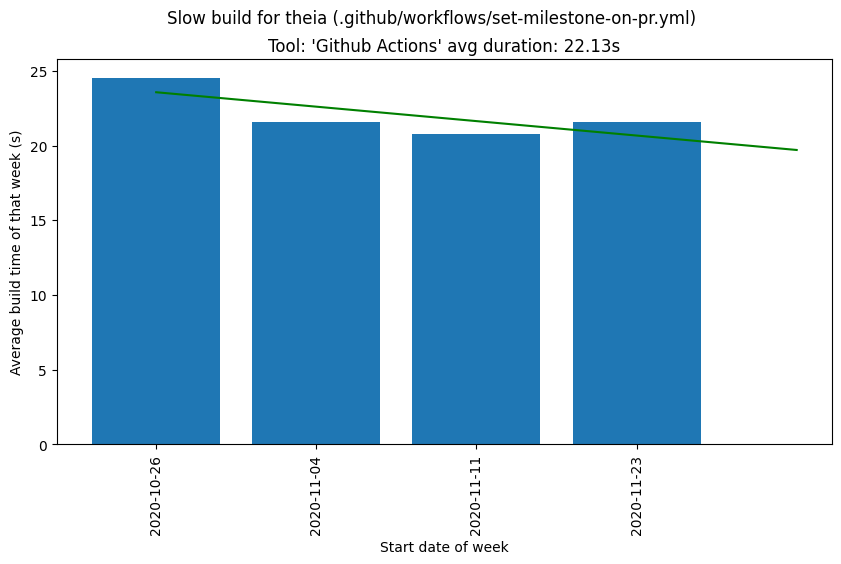 Slow build for theia (.github/workflows/set-milestone-on-pr.yml)
Tool: 'Github Actions' avg duration: 22.13s
Average build time of that week (s)
25
20
15
10
5
0
2020-10-26
2020-11-04
2020-11-11
2020-11-23
Start date of week